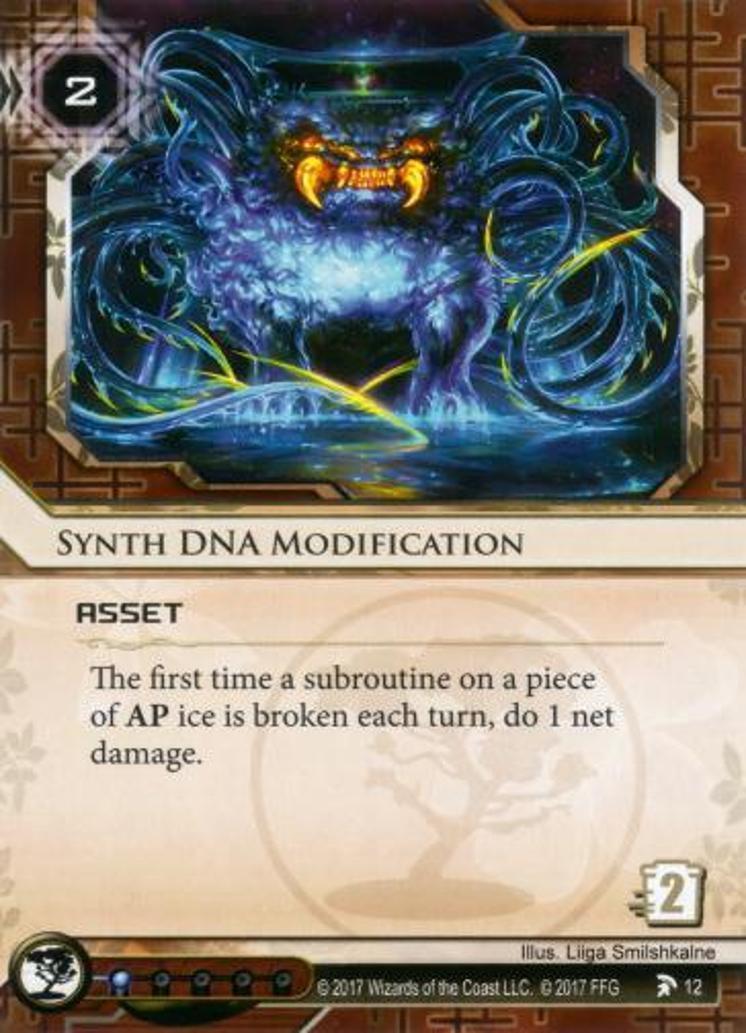 2
SYNTH DNA MODIFICATION
ASSET
The first time a subroutine on a piece
of AP ice is broken each turn, do 1 net
damage.
2
Illus. Liiga Smilshkalne
© 2017 Wizards of the Coast LLC. © 2017 FFG 12